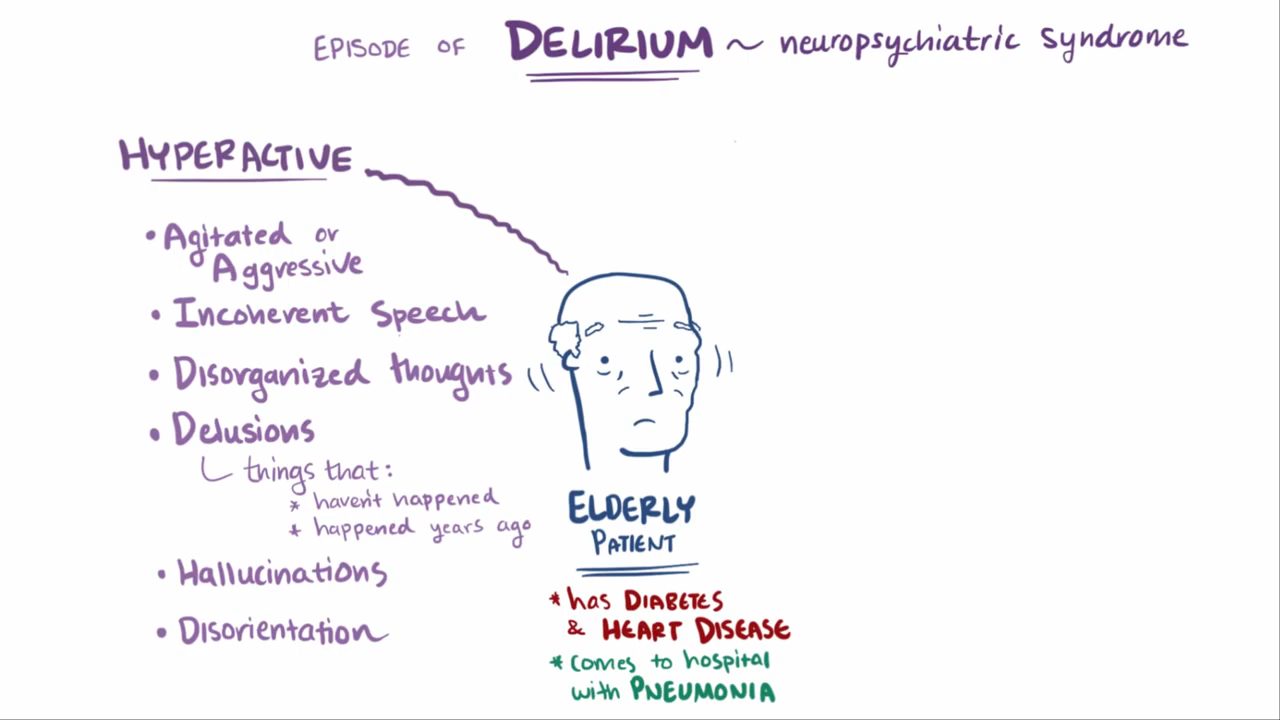 EPISODE OF DELIRIUM ~ neuropsychiatric syndrome
HYPERACTIVE
• Agitated or
Aggressive
• Incoherent Speech
• Disorganized thoughts
• Delusions
things that:
* haven't happened
* happened years ago
• Hallucinations
• Disorientation
ELDERLY
PATIENT
* has DIABETES
& HEART DISEASE
* comes to hospital
with PNEUMONIA